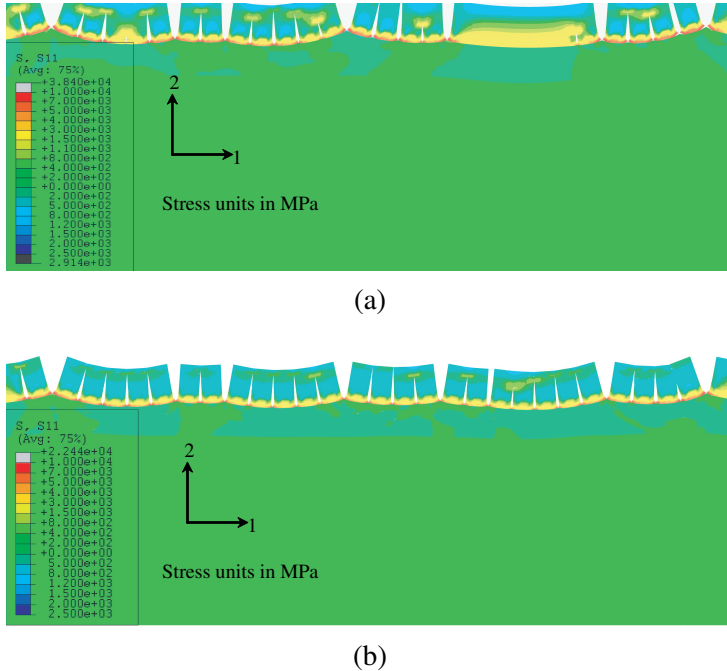 S, S11
(Avg: 75%)
+3.840e+04
+1.000e+04
+7.000e+03
+5.000e+03
+4.000e+03
+3.000e+03
+1.500e+03
+1.100e+03
+8.000e+02
+4.000e+02
+0.000e+00
2.000e+02
5.000e+02
8.000e+02
1.200e+03
1.500e+03
2.000e+03
2.500e+03
2.914e+03
2
1
Stress units in MPa
(a)
S, S11
(Avg: 75%)
+2.244e+04
+1.000e+04
+7.000e+03
+5.000e+03
+4.000e+03
+3.000e+03
+1.500e+03
+8.000e+02
+4.000e+02
+0.000e+00
5.000e+02
8.000e+02
1.200e+03
1.500e+03
2.000e+03
2.500e+03
2
1
Stress units in MPa
(b)